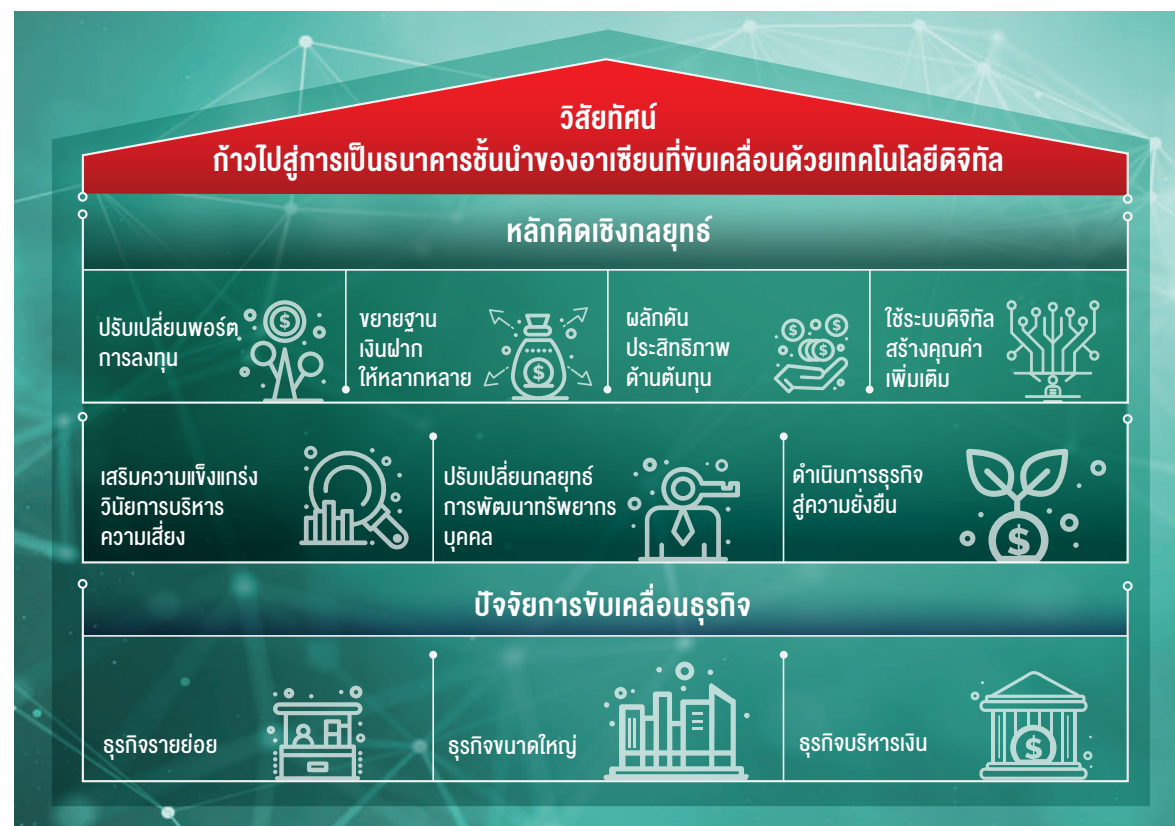 วิสัยทัศน์
ก้าวไปสู่การเป็นธนาคารชั้นนำของอาเซียนที่ขับเคลื่อนด้วยเทคโนโลยีดิจิทัล
หลักคิดเชิงกลยุทธ์
ปรับเปลี่ยนพอร์ต
การลงทุน
ขยายฐาน
เงินฝาก
ให้หลากหลาย
ผลักดัน
ประสิทธิภาพ
ด้านต้นทุน
ใช้ระบบดิจิทัล
สร้างคุณค่า
เพิ่มเติม
เสริมความแข็งแกร่ง
วินัยการบริหาร
ความเสี่ยง
ปรับเปลี่ยนกลยุทธ์
การพัฒนาทรัพยากร
บุคคล
ดำเนินการธุรกิจ
สู่ความยั่งยืน
ปัจจัยการขับเคลื่อนธุรกิจ
ธุรกิจรายย่อย
ธุรกิจขนาดใหญ่
ธุรกิจบริหารเงิน